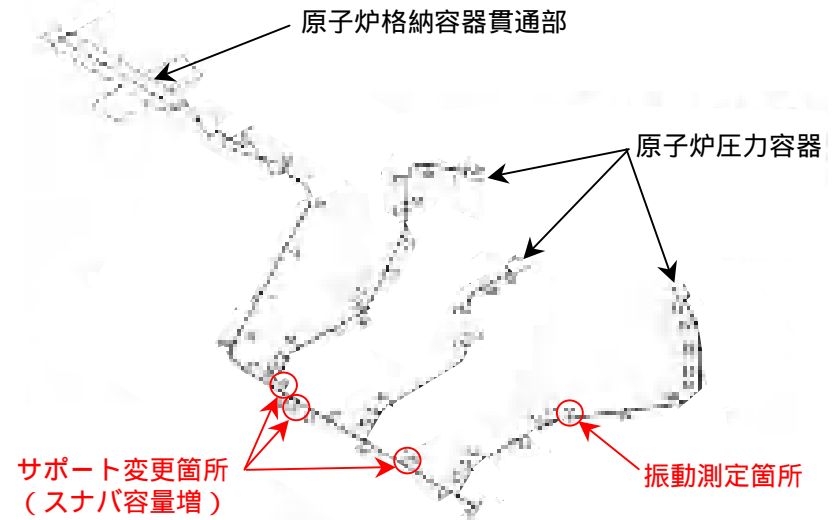 原子炉格納容器貫通部
原子炉圧力容器
サポート変更箇所
（スナバ容量増）
振動測定箇所